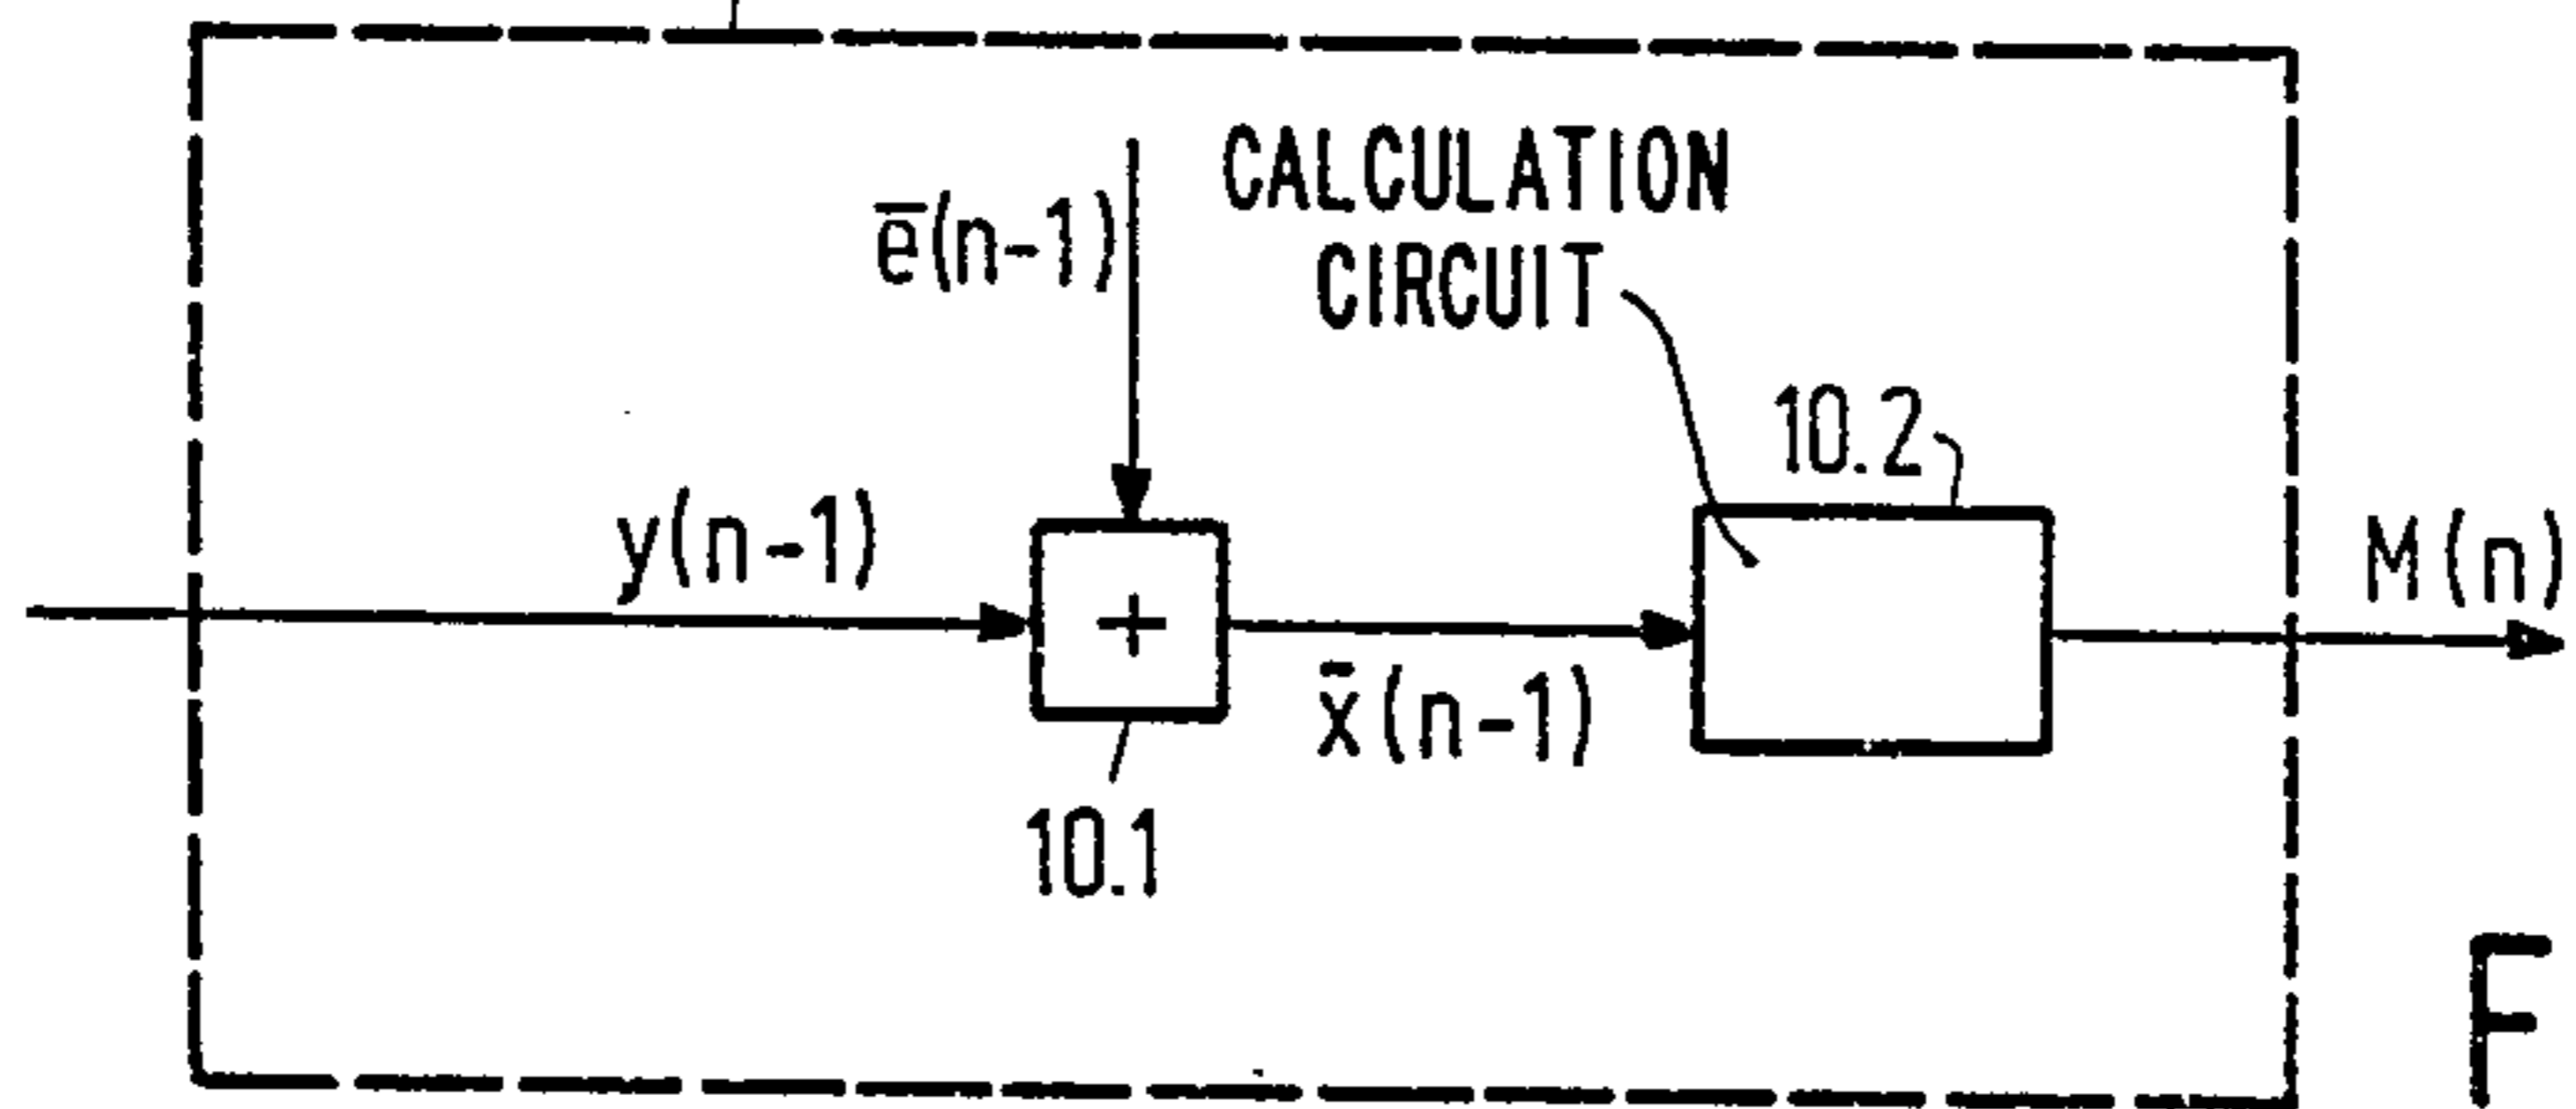 CALCULATION
CIRCUIT
e̅(n-1)
10.2
y(n-1)
+
M(n)
x̅(n-1)
10.1
F